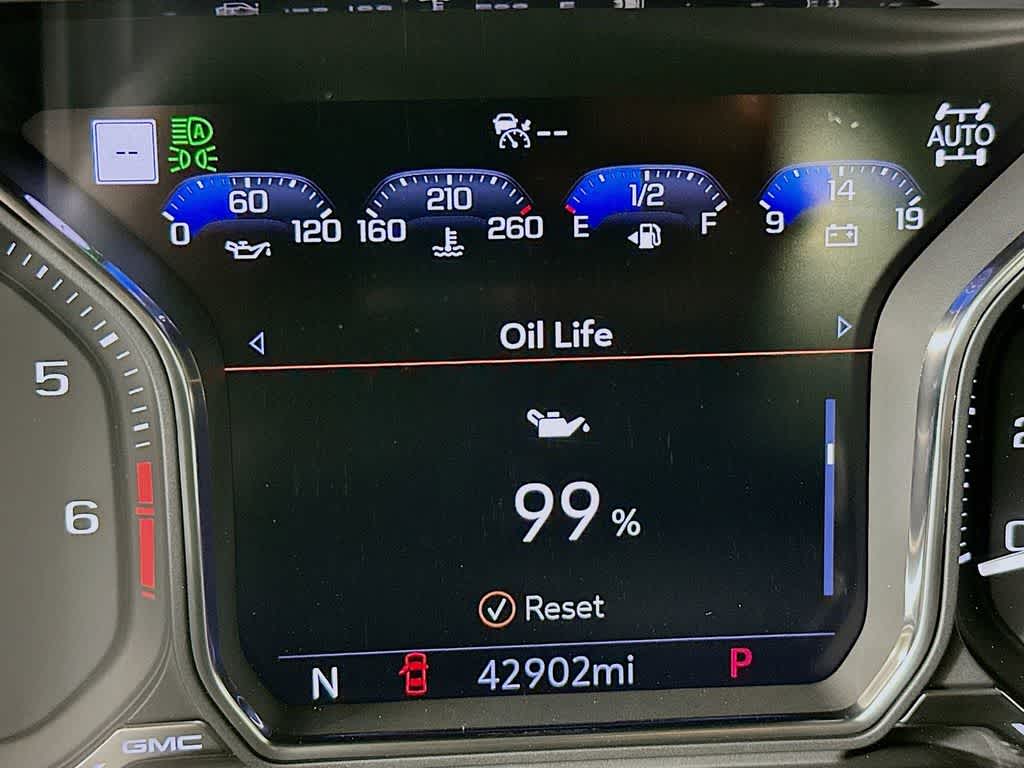 --
A
--
AUTO
60
0 120
210
160 260
1/2
E F
14
9 19
Oil Life
5
99 %
6
Reset
N 42902mi P
GMC